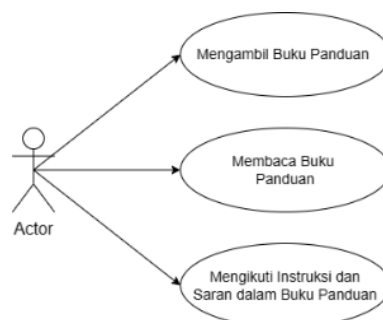 Mengambil Buku Panduan
Membaca Buku
Panduan
Actor
Mengikuti Instruksi dan
Saran dalam Buku Panduan